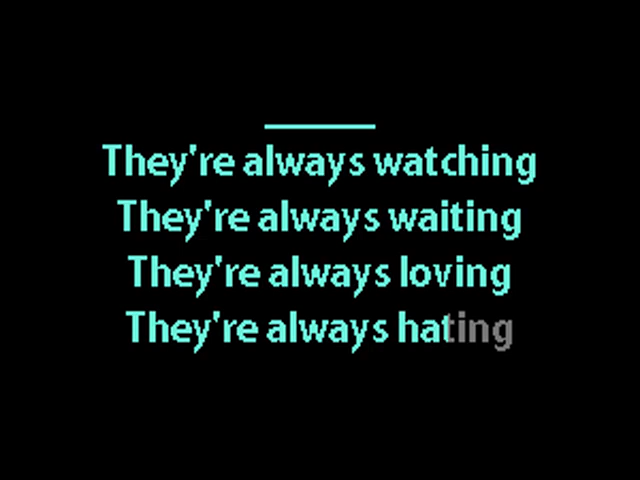 They're always watching
They're always waiting
They're always loving
They're always hating